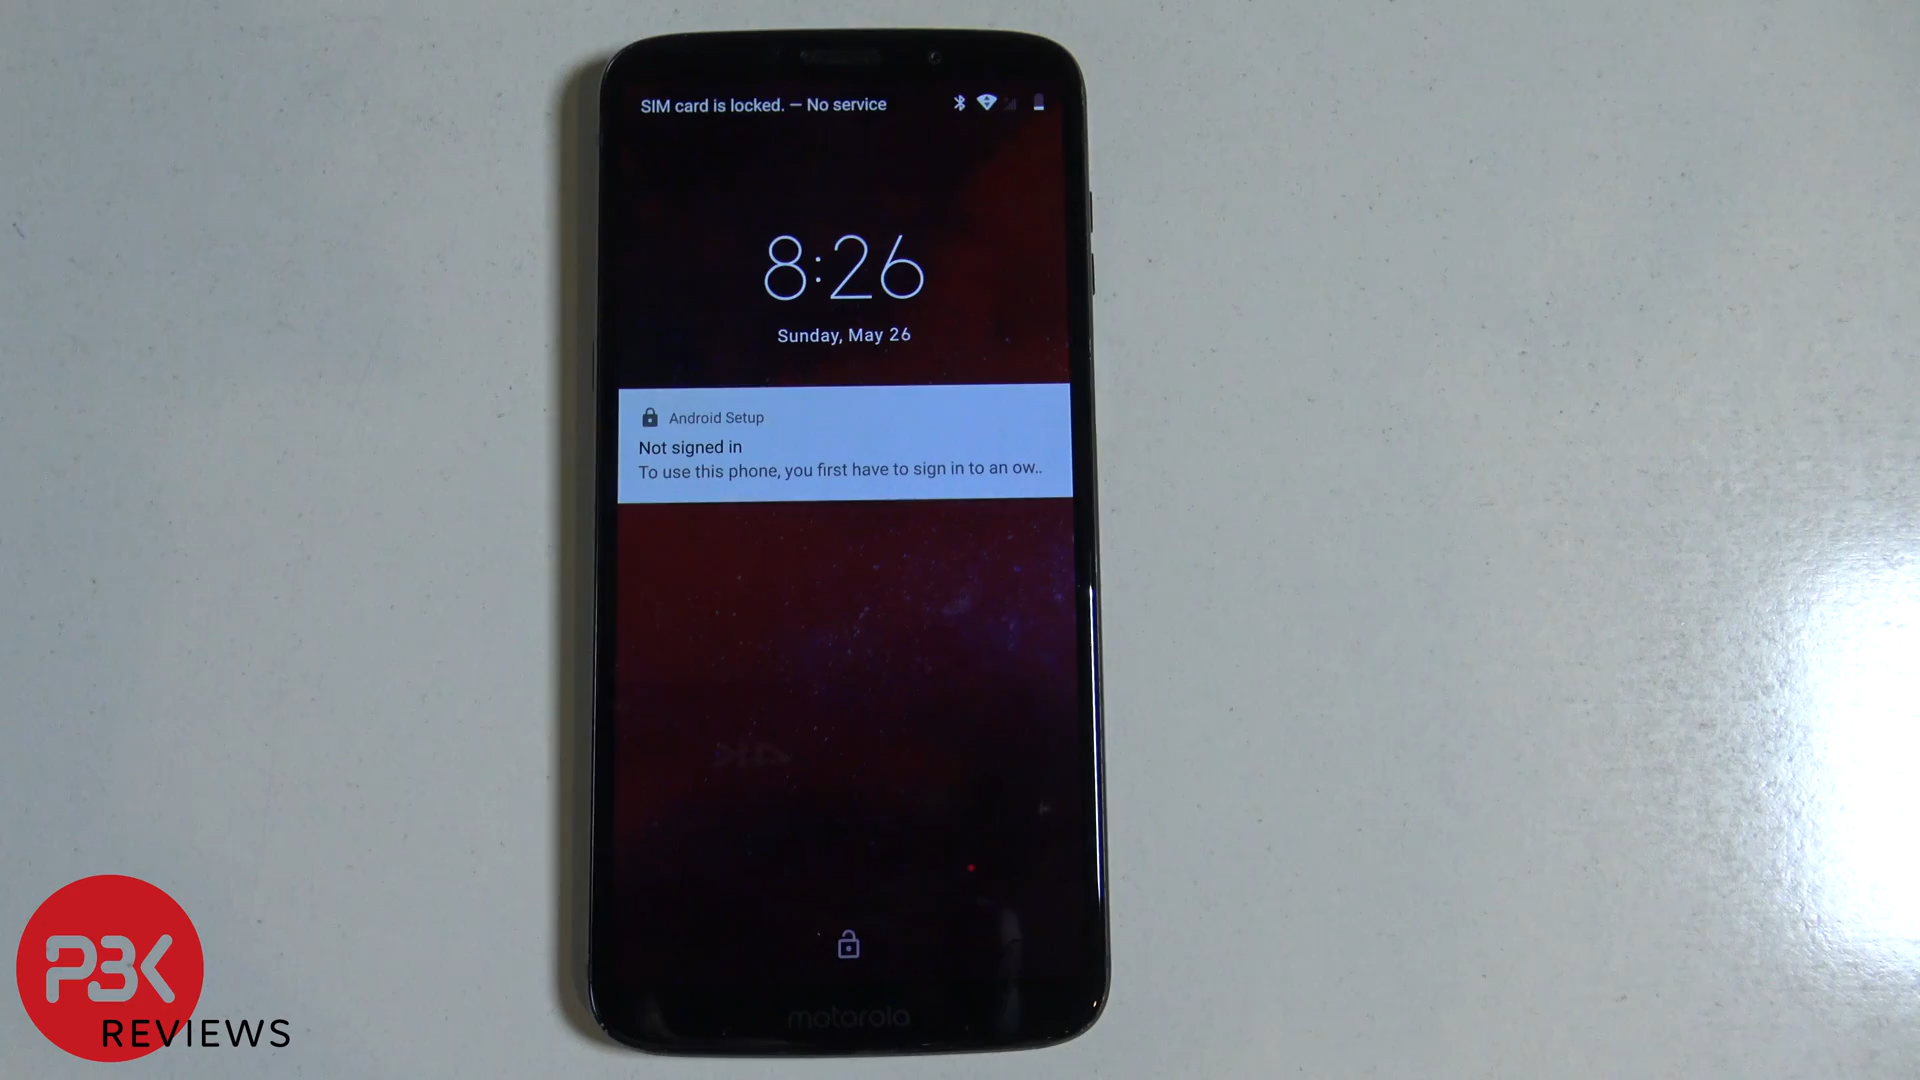 SIM card is locked. — No service
8:26
Sunday, May 26
Android Setup
Not signed in
To use this phone, you first have to sign in to an ow..
4K
motorola
P3K
REVIEWS